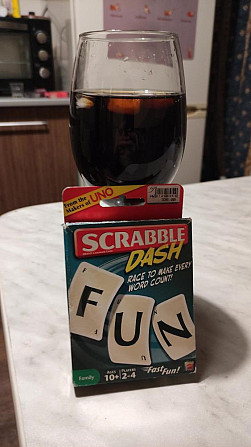 From the
Makers of UNO
SCRABBLE
DASH
RACE TO MAKE EVERY
WORD COUNT!
F U N
Family
AGES
10+
PLAYERS
2-4
Fast Fun!